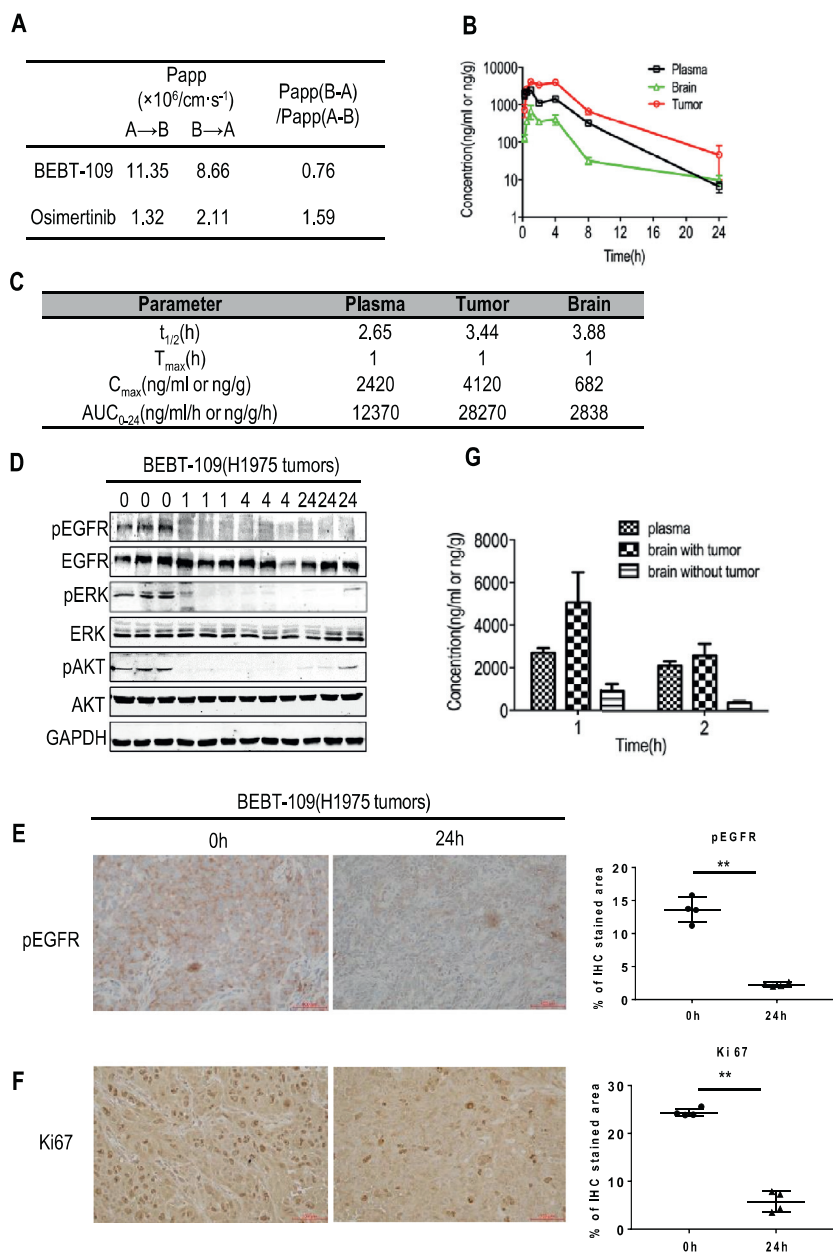 A
Papp
(×10⁶/cm·s⁻¹)
Papp(B-A)
/Papp(A-B)
A→B B→A
BEBT-109 11.35 8.66 0.76
Osimertinib 1.32 2.11 1.59
B
Concentrtion(ng/ml or ng/g)
10000
1000
100
10
1
0 4 8 12 16 20 24
Time(h)
Plasma
Brain
Tumor
C
Parameter Plasma Tumor Brain
t1/2(h) 2.65 3.44 3.88
Tmax(h) 1 1 1
Cmax(ng/ml or ng/g) 2420 4120 682
AUC0-24(ng/ml/h or ng/g/h) 12370 28270 2838
D
BEBT-109(H1975 tumors)
0 0 0 1 1 1 4 4 4 24 24 24
pEGFR
EGFR
pERK
ERK
pAKT
AKT
GAPDH
G
plasma
brain with tumor
brain without tumor
Concentrtion(ng/ml or ng/g)
8000
6000
4000
2000
0
1 2
Time(h)
BEBT-109(H1975 tumors)
E
0h 24h
pEGFR
pEGFR
**
% of IHC stained area
20
15
10
5
0
0h 24h
F
Ki67
Ki 67
**
% of IHC stained area
30
20
10
0
0h 24h